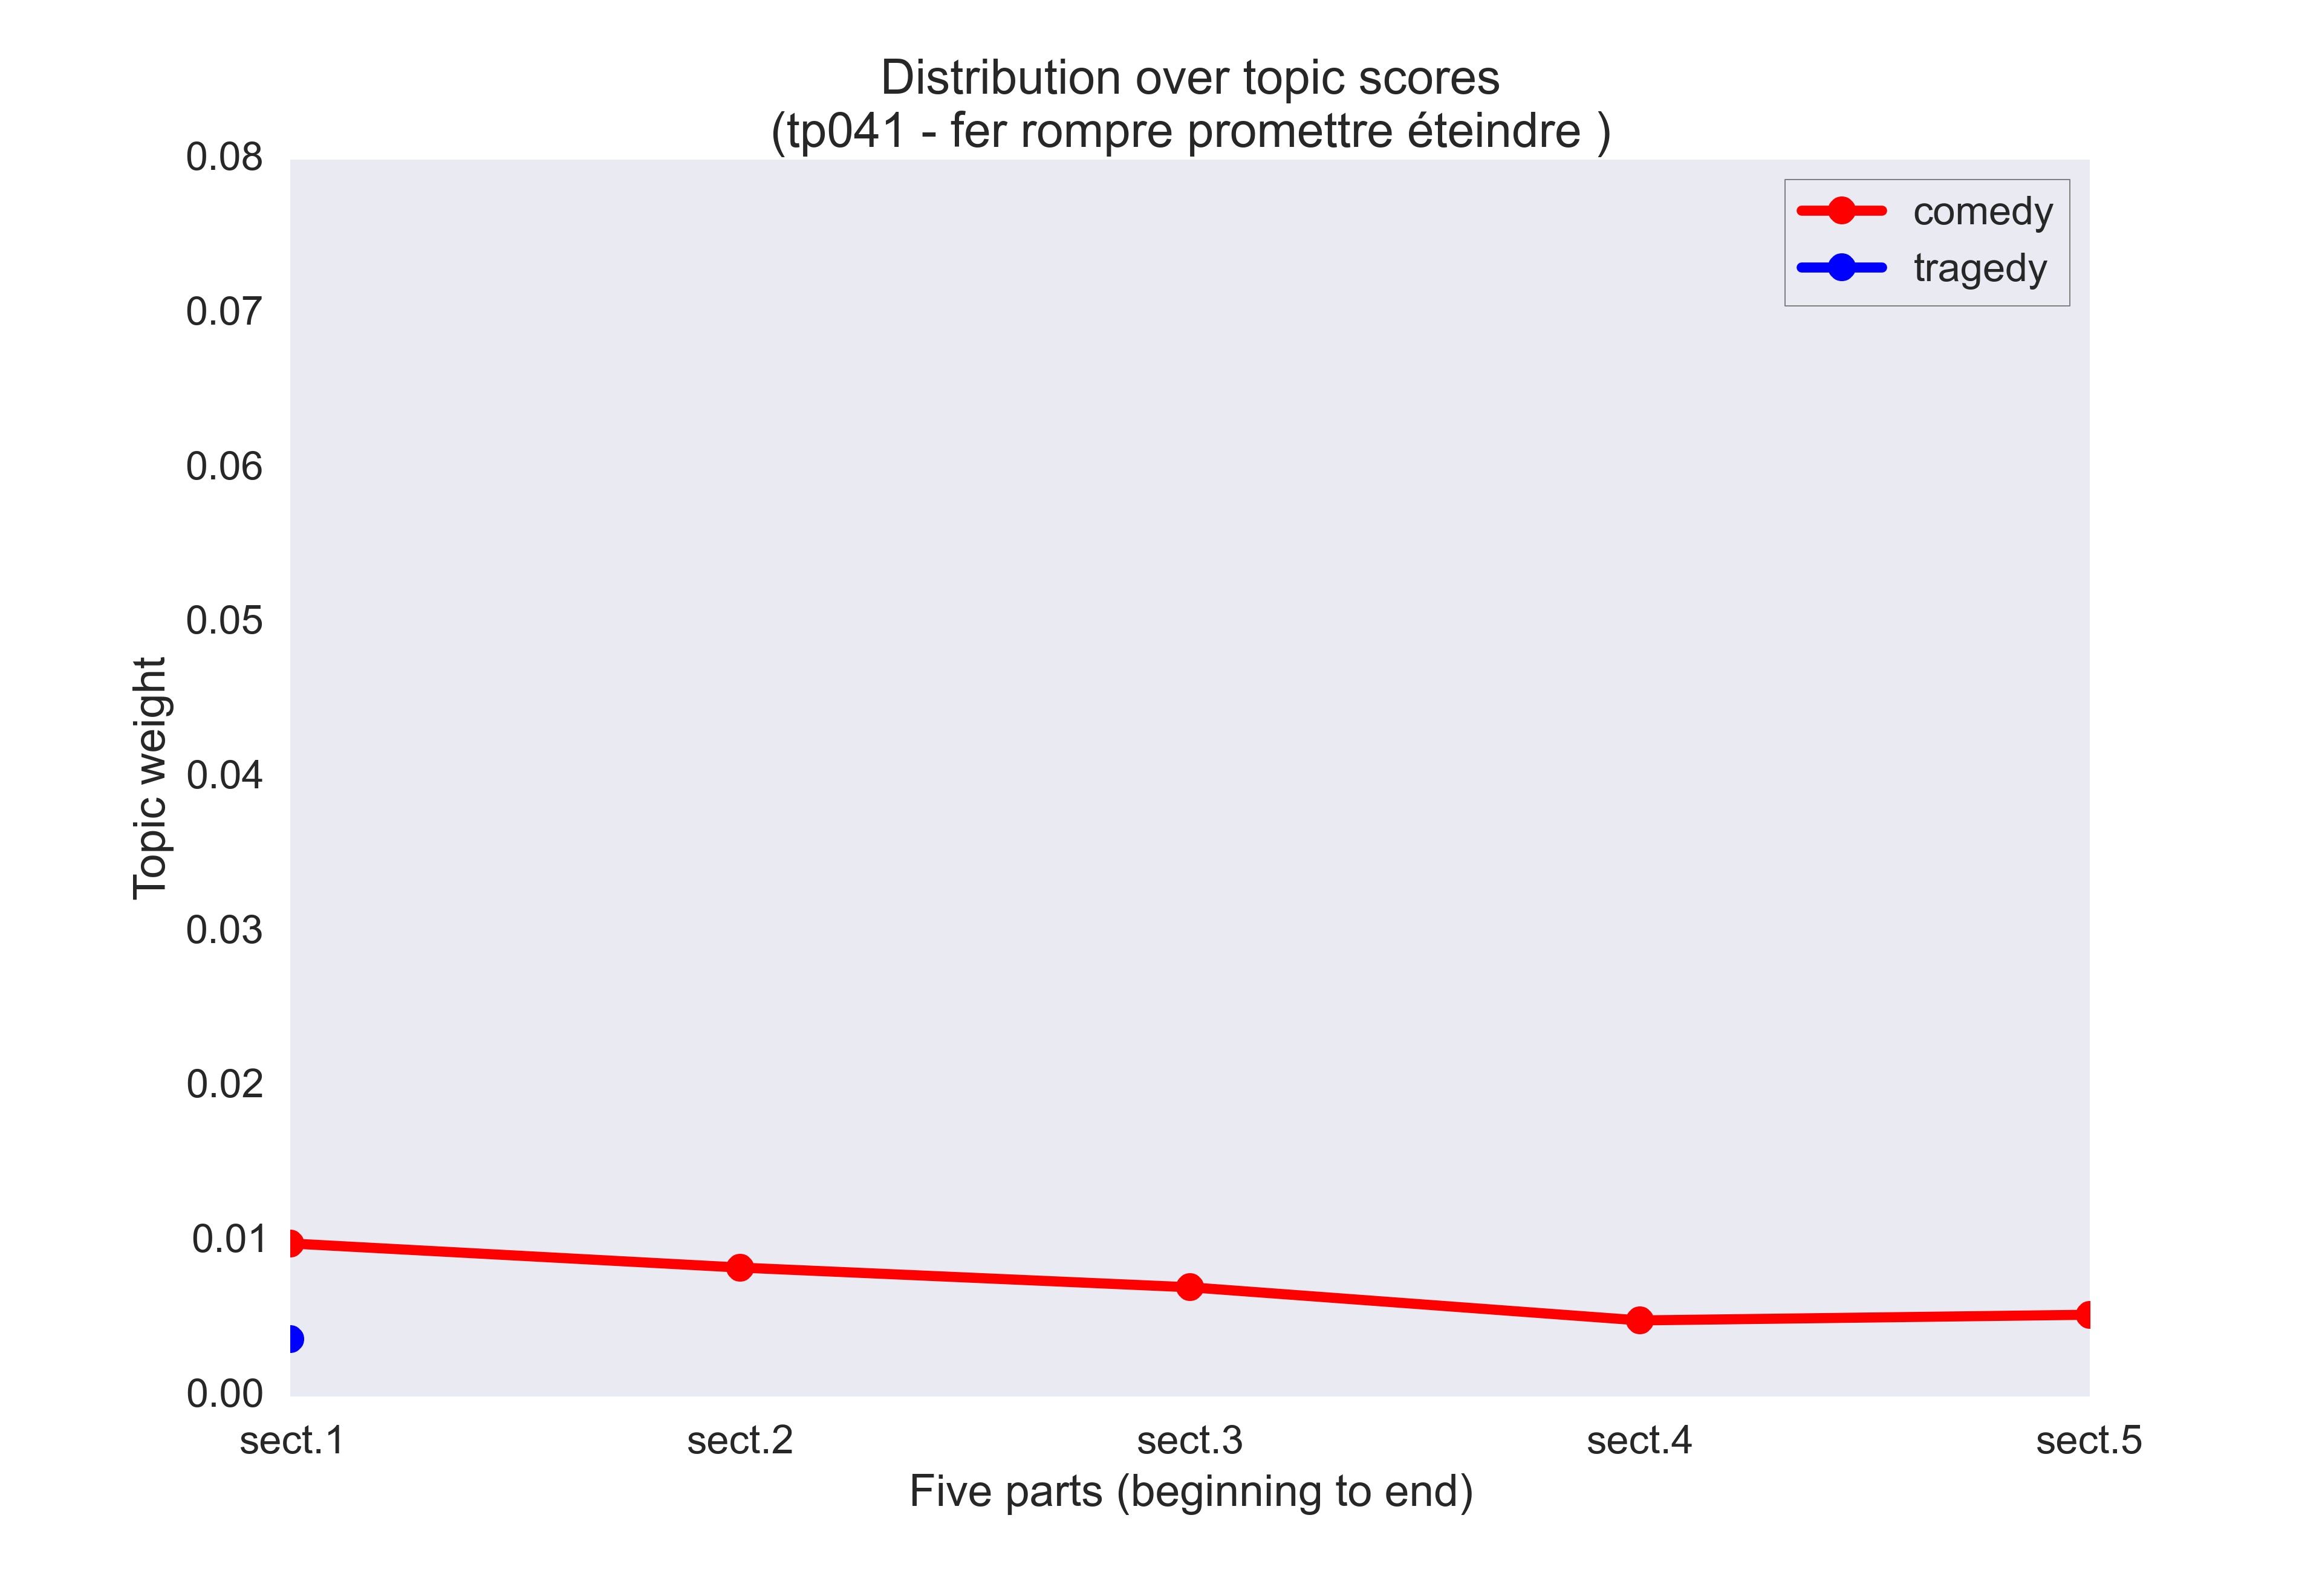 Distribution over topic scores
(tp041 - fer rompre promettre éteindre )
comedy
tragedy
0.08
0.07
0.06
0.05
0.04
0.03
0.02
0.01
0.00
Topic weight
sect.1
sect.2
sect.3
sect.4
sect.5
Five parts (beginning to end)